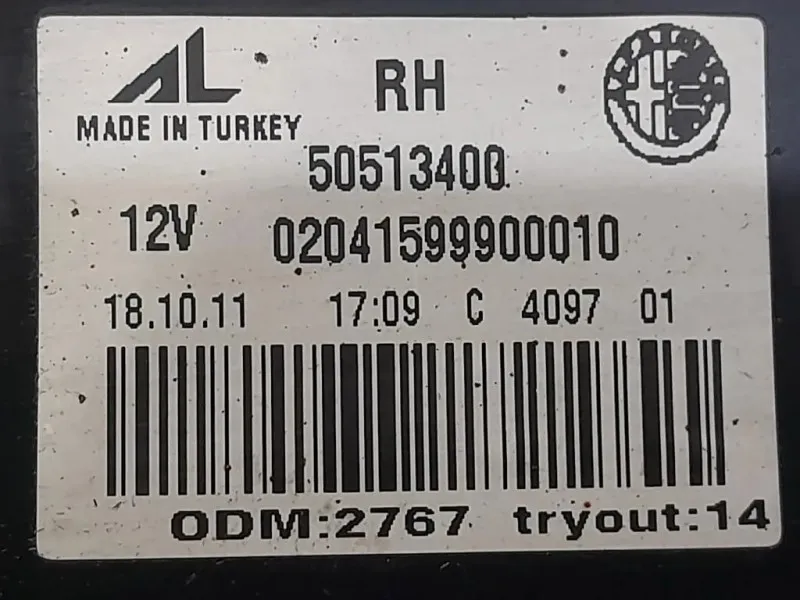 AL RH
MADE IN TURKEY
50513400
12V 02041599900010
18.10.11 17:09 C 4097 01
ODM:2767 tryout:14